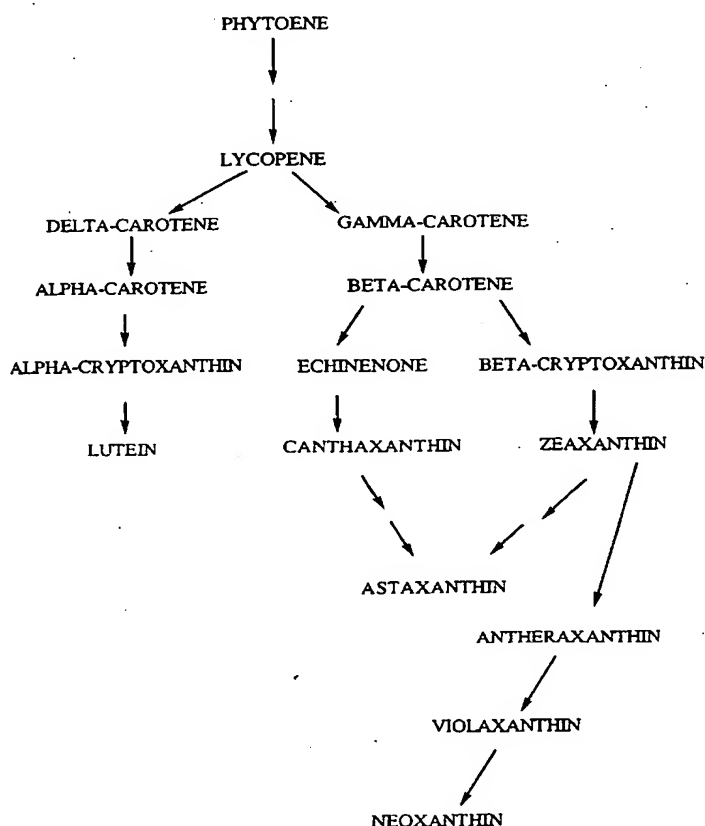 PHYTOENE
LYCOPENE
DELTA-CAROTENE GAMMA-CAROTENE
ALPHA-CAROTENE BETA-CAROTENE
ALPHA-CRYPTOXANTHIN ECHINENONE BETA-CRYPTOXANTHIN
LUTEIN CANTHAXANTHIN ZEAXANTHIN
ASTAXANTHIN
ANTHERAXANTHIN
VIOLAXANTHIN
NEOXANTHIN